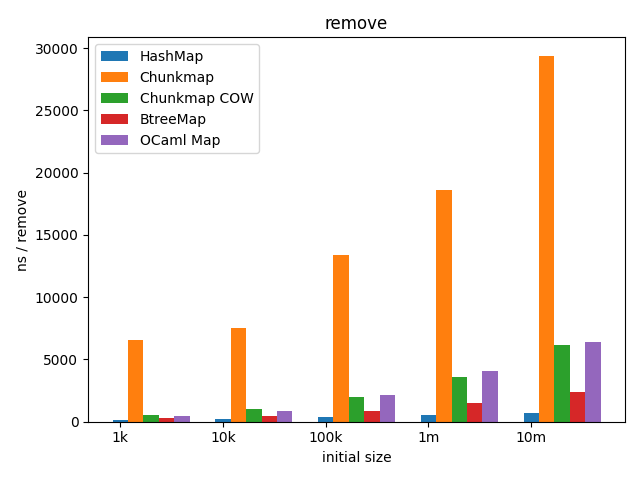 remove
30000
25000
20000
15000
10000
5000
0
ns / remove
HashMap
Chunkmap
Chunkmap COW
BtreeMap
OCaml Map
1k
10k
100k
1m
10m
initial size